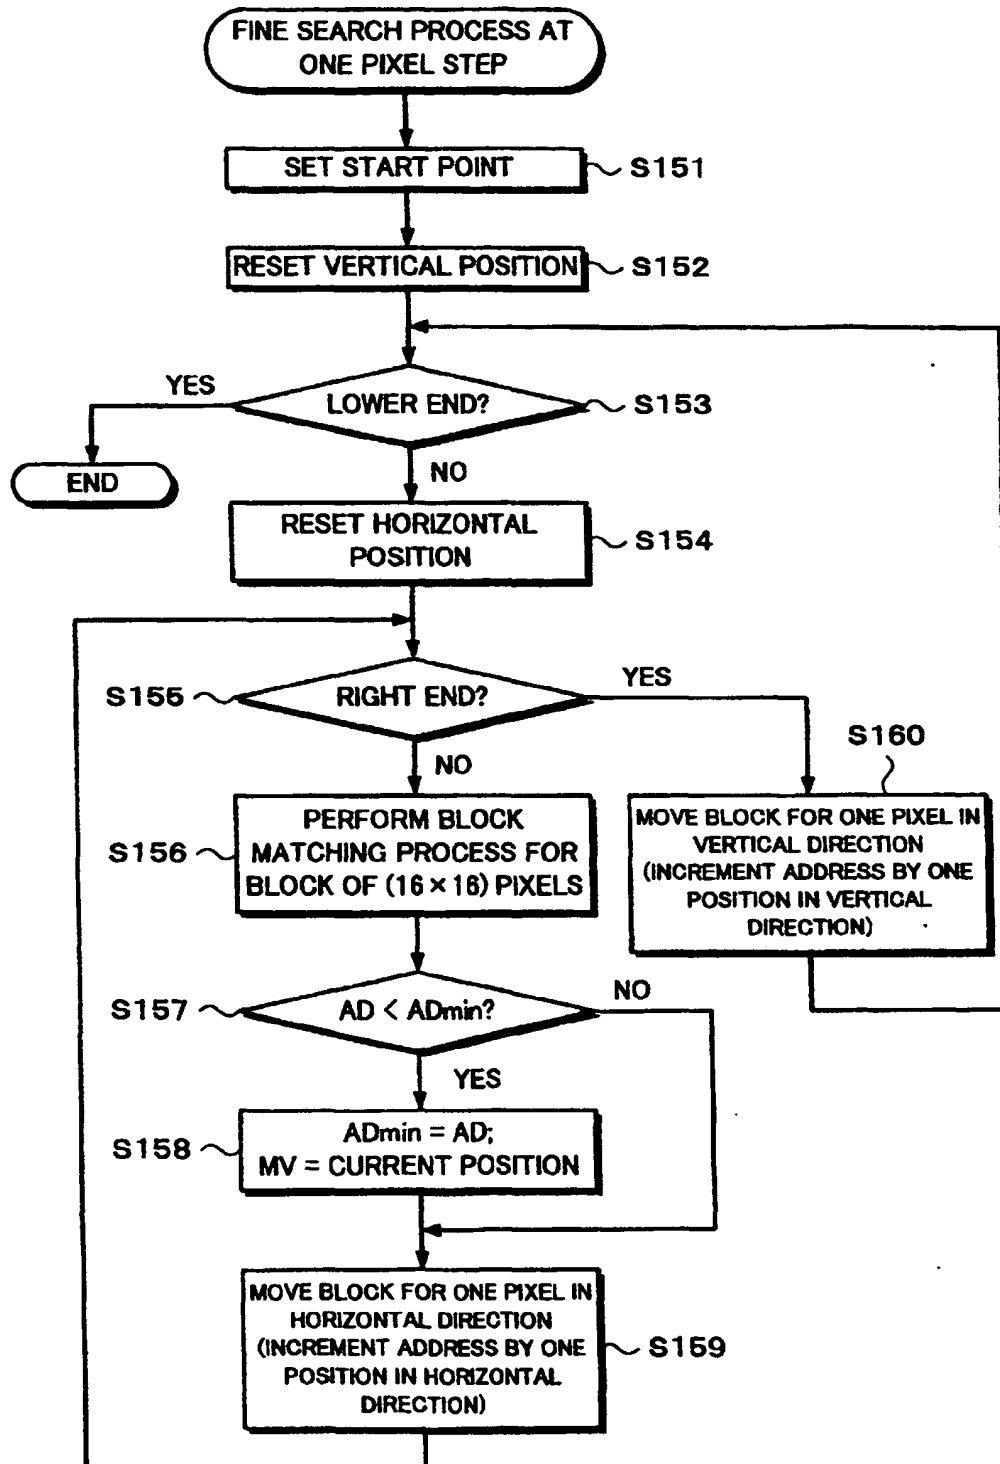 FINE SEARCH PROCESS AT
ONE PIXEL STEP
SET START POINT
S151
RESET VERTICAL POSITION
S152
YES
LOWER END?
S153
END
NO
RESET HORIZONTAL
POSITION
S154
S155
RIGHT END?
YES
NO
S160
PERFORM BLOCK
MATCHING PROCESS FOR
BLOCK OF (16 × 16) PIXELS
S156
MOVE BLOCK FOR ONE PIXEL IN
VERTICAL DIRECTION
(INCREMENT ADDRESS BY ONE
POSITION IN VERTICAL
DIRECTION)
S157
AD < ADmin?
NO
YES
S158
ADmin = AD;
MV = CURRENT POSITION
MOVE BLOCK FOR ONE PIXEL IN
HORIZONTAL DIRECTION
(INCREMENT ADDRESS BY ONE
POSITION IN HORIZONTAL
DIRECTION)
S159